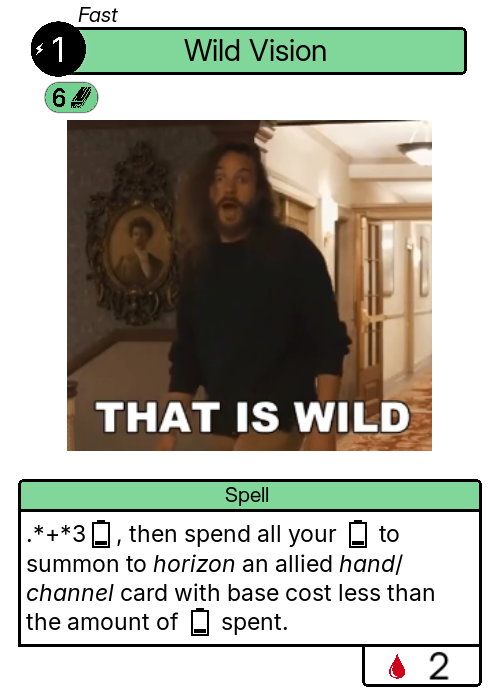 Fast
1
Wild Vision
6
THAT IS WILD
Spell
.*+*3 , then spend all your to
summon to horizon an allied hand/
channel card with base cost less than
the amount of spent.
2